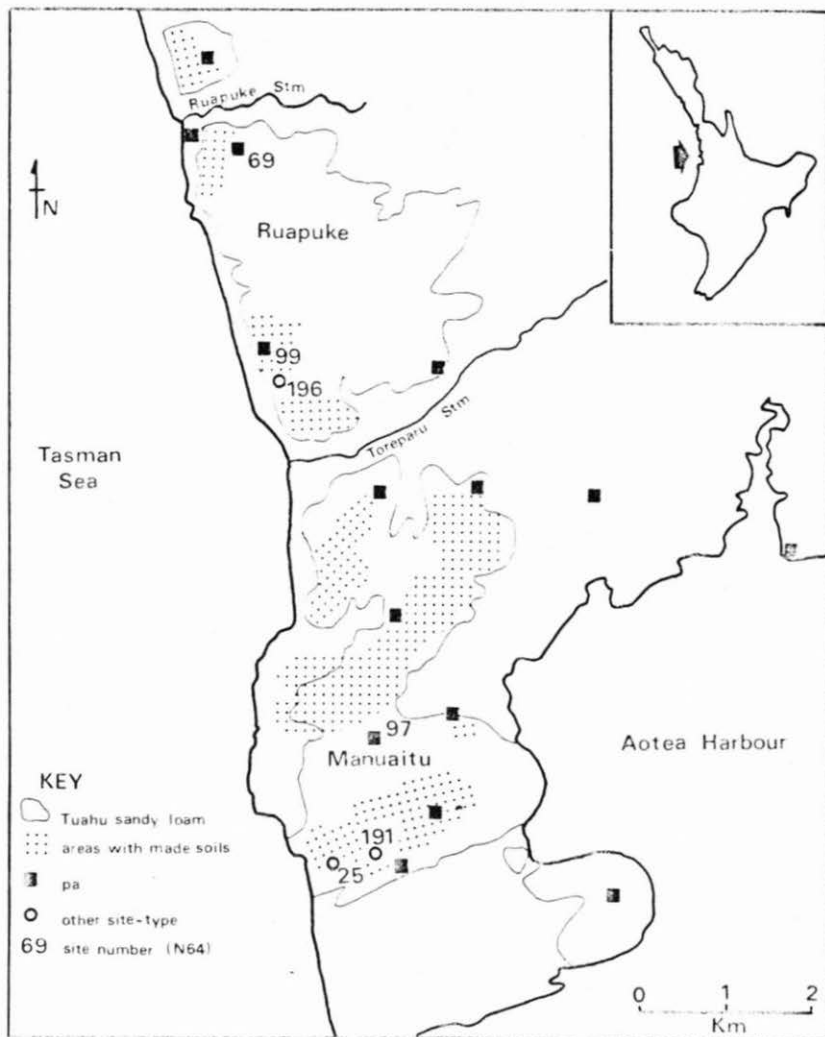 Ruapuke Stm
69
N
Ruapuke
99
196
Toreparu Stm
Tasman
Sea
97
Manuaitu
Aotea Harbour
191
25
KEY
Tuahu sandy loam
areas with made soils
pa
other site-type
69 site number (N64)
0 1 2
Km